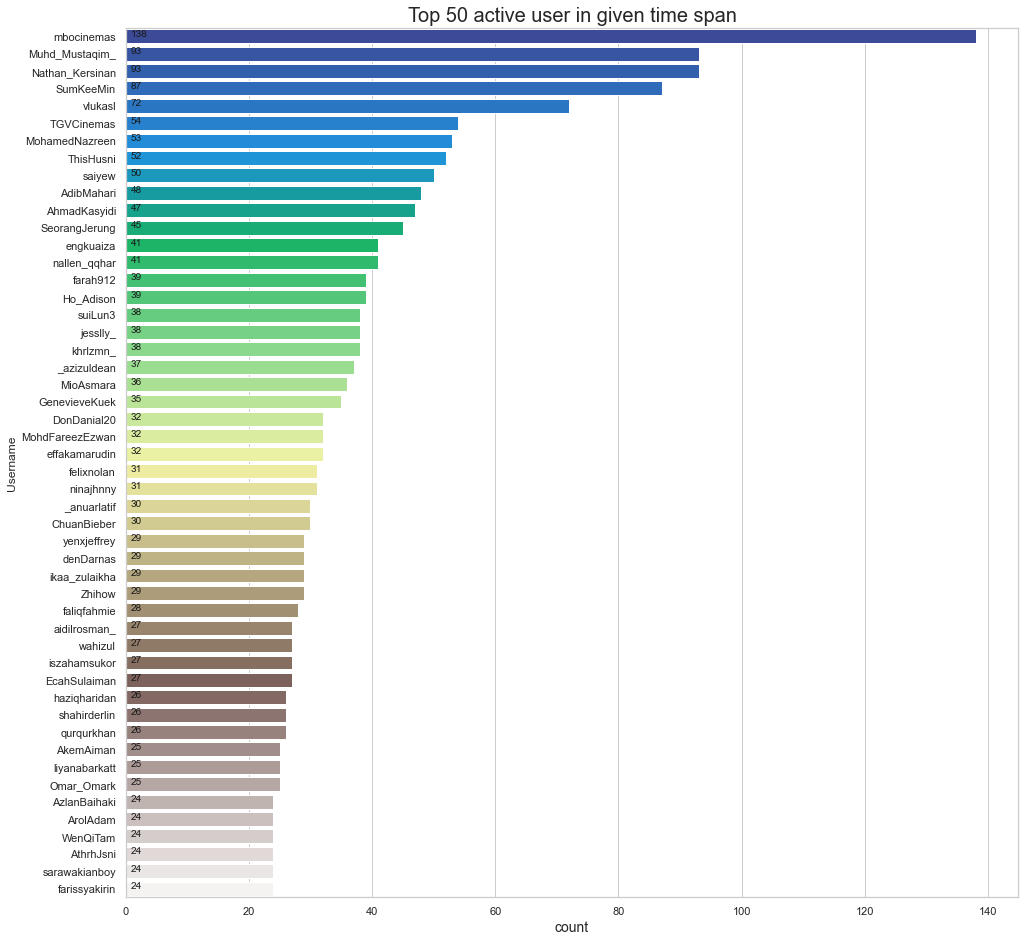 Top 50 active user in given time span
Username
mbocinemas 138
Muhd_Mustaqim_ 93
Nathan_Kersinan 93
SumKeeMin 87
vlukasl 72
TGVCinemas 54
MohamedNazreen 53
ThisHusni 52
saiyew 50
AdibMahari 48
AhmadKasyidi 47
SeorangJerung 45
engkuaiza 41
nallen_qqhar 41
farah912 39
Ho_Adison 39
suiLun3 38
jesslly_ 38
khrlzmn_ 38
_azizuldean 37
MioAsmara 36
GenevieveKuek 35
DonDanial20 32
MohdFareezEzwan 32
effakamarudin 32
felixnolan 31
ninajhnny 31
_anuarlatif 30
ChuanBieber 30
yenxjeffrey 29
denDarnas 29
ikaa_zulaikha 29
Zhihow 29
faliqfahmie 28
aidilrosman_ 27
wahizul 27
iszahamsukor 27
EcahSulaiman 27
haziqharidan 26
shahirderlin 26
qurqurkhan 26
AkemAiman 25
liyanabarkatt 25
Omar_Omark 25
AzlanBaihaki 24
ArolAdam 24
WenQiTam 24
AthrhJsni 24
sarawakianboy 24
farissyakirin 24
0 20 40 60 80 100 120 140
count